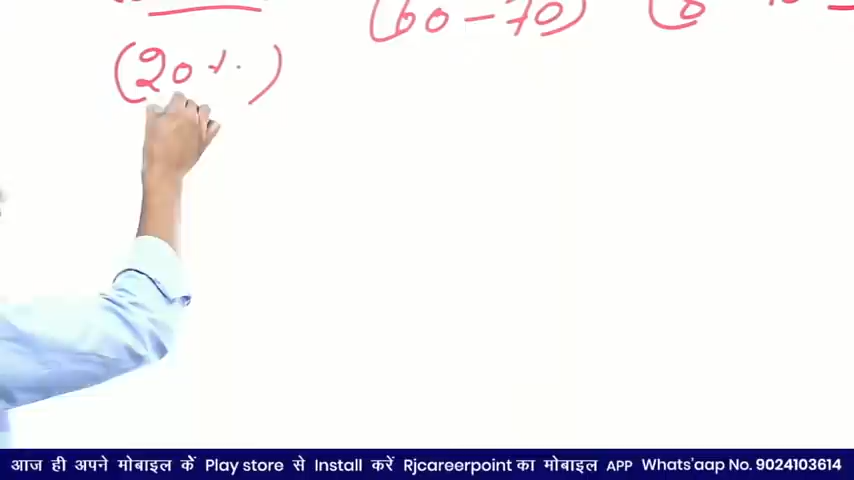 (60-70)
(20%)
आज ही अपने मोबाइल कें Play store से Install करें Rjcareerpoint का मोबाइल APP Whats'aap No. 9024103614